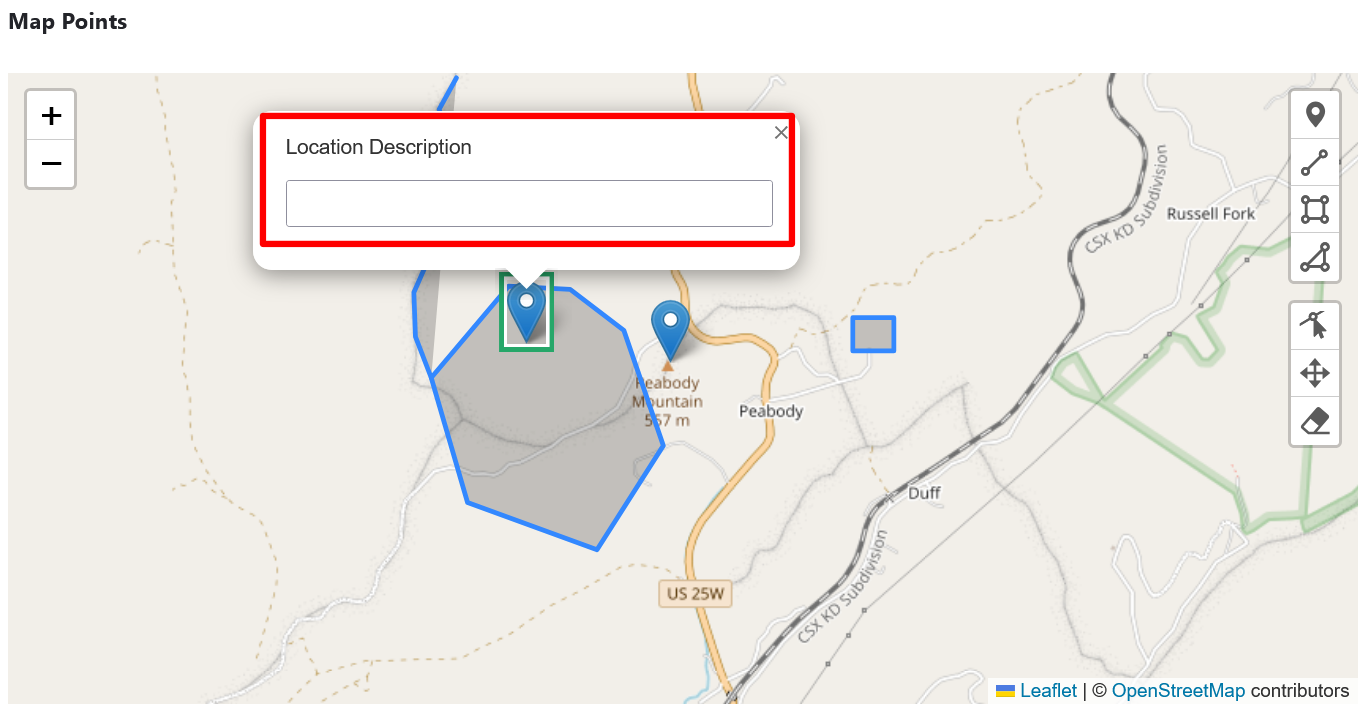 Map Points
+
−
Location Description
×
Russell Fork
CSX KD Subdivision
Peabody
Mountain
557 m
Peabody
Duff
CSX KD Subdivision
US 25W
Leaflet | © OpenStreetMap contributors